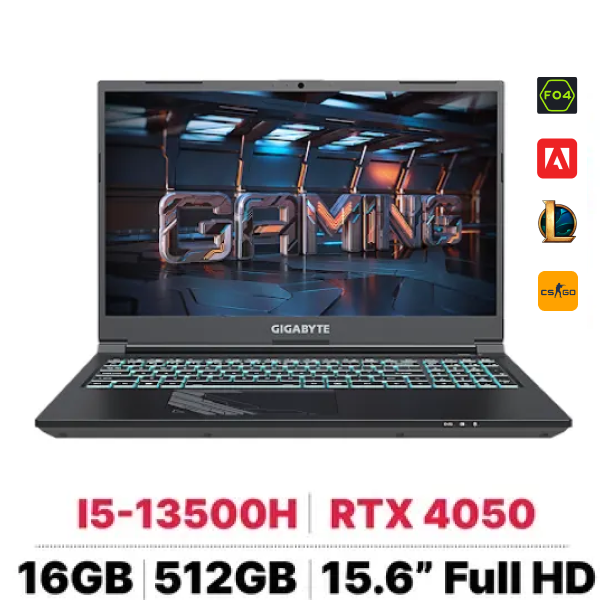 FO4
GAMING
CS GO
GIGABYTE
I5-13500H | RTX 4050
16GB | 512GB | 15.6” Full HD